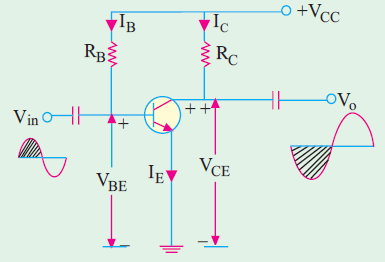 +V_CC
I_B I_C
R_B R_C
+ + +
V_in V_o
V_BE I_E V_CE
− −